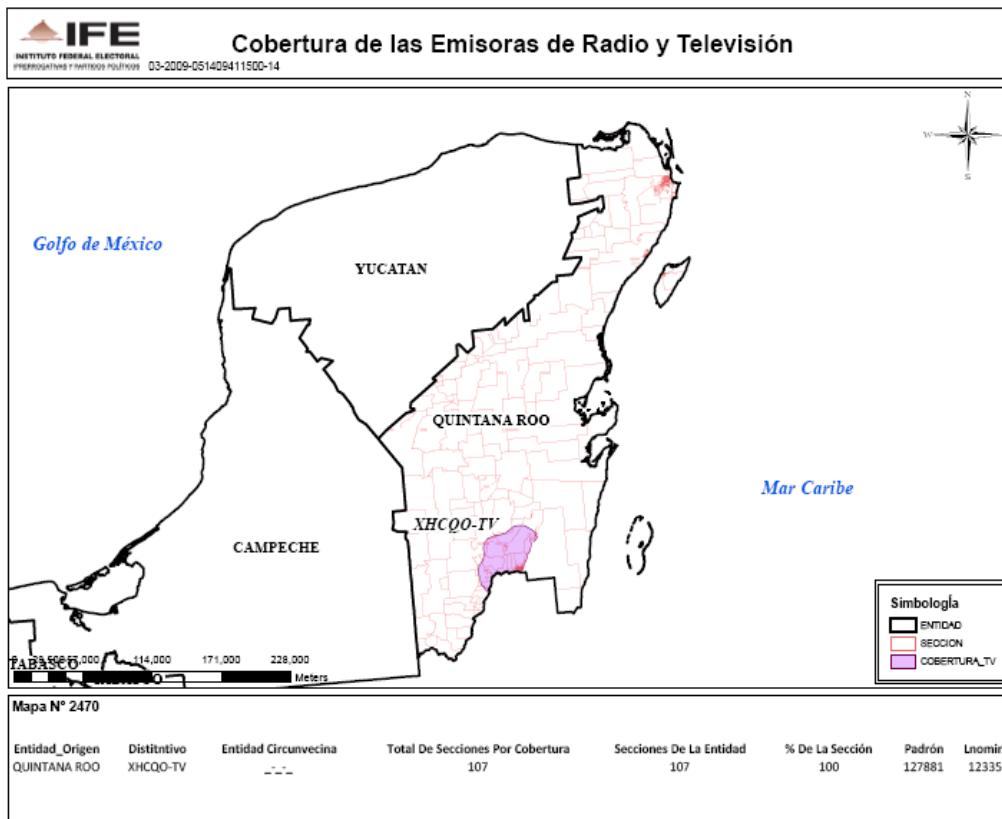 IFE
INSTITUTO FEDERAL ELECTORAL
PRERROGATIVAS Y PARTIDOS POLÍTICOS
03-2009-051409411500-14
Cobertura de las Emisoras de Radio y Televisión
N
W
S
Golfo de México
YUCATAN
QUINTANA ROO
Mar Caribe
XHCQO-TV
CAMPECHE
TABASCO
114,000 171,000 228,000
Meters
Simbología
ENTIDAD
SECCION
COBERTURA_TV
Mapa N° 2470
Entidad_Origen Distitntivo Entidad Circunvecina Total De Secciones Por Cobertura Secciones De La Entidad % De La Sección Padrón Lnomin
QUINTANA ROO XHCQO-TV _-_-_ 107 107 100 127881 12335